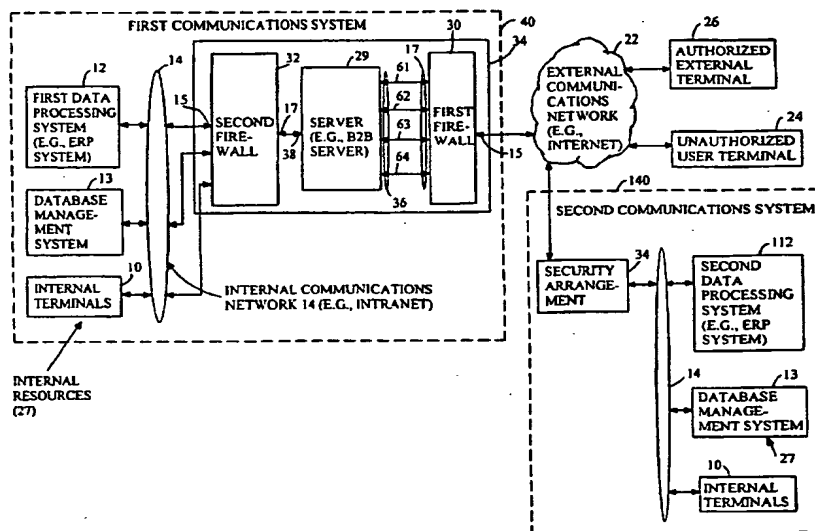 FIRST COMMUNICATIONS SYSTEM
40
30
34
14
32
29
17
61
62
63
64
12
FIRST DATA
PROCESSING
SYSTEM
(E.G., ERP
SYSTEM)
15
SECOND
FIRE-
WALL
17
38
SERVER
(E.G., B2B
SERVER)
36
FIRST
FIRE-
WALL
15
13
DATABASE
MANAGE-
MENT
SYSTEM
10
INTERNAL
TERMINALS
INTERNAL COMMUNICATIONS
NETWORK 14 (E.G., INTRANET)
INTERNAL
RESOURCES
(27)
22
EXTERNAL
COMMUNI-
CATIONS
NETWORK
(E.G.,
INTERNET)
26
AUTHORIZED
EXTERNAL
TERMINAL
24
UNAUTHORIZED
USER TERMINAL
140
SECOND COMMUNICATIONS SYSTEM
34
SECURITY
ARRANGE-
MENT
112
SECOND
DATA
PROCESSING
SYSTEM
(E.G., ERP
SYSTEM)
14
13
DATABASE
MANAGE-
MENT SYSTEM
27
10
INTERNAL
TERMINALS